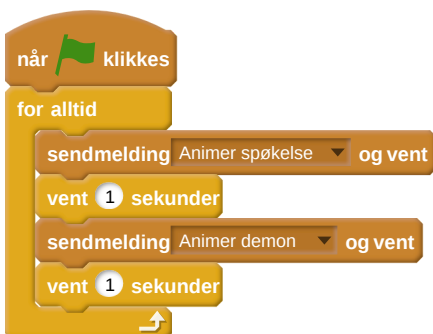 når klikkes
for alltid
sendmelding Animer spøkelse og vent
vent 1 sekunder
sendmelding Animer demon og vent
vent 1 sekunder